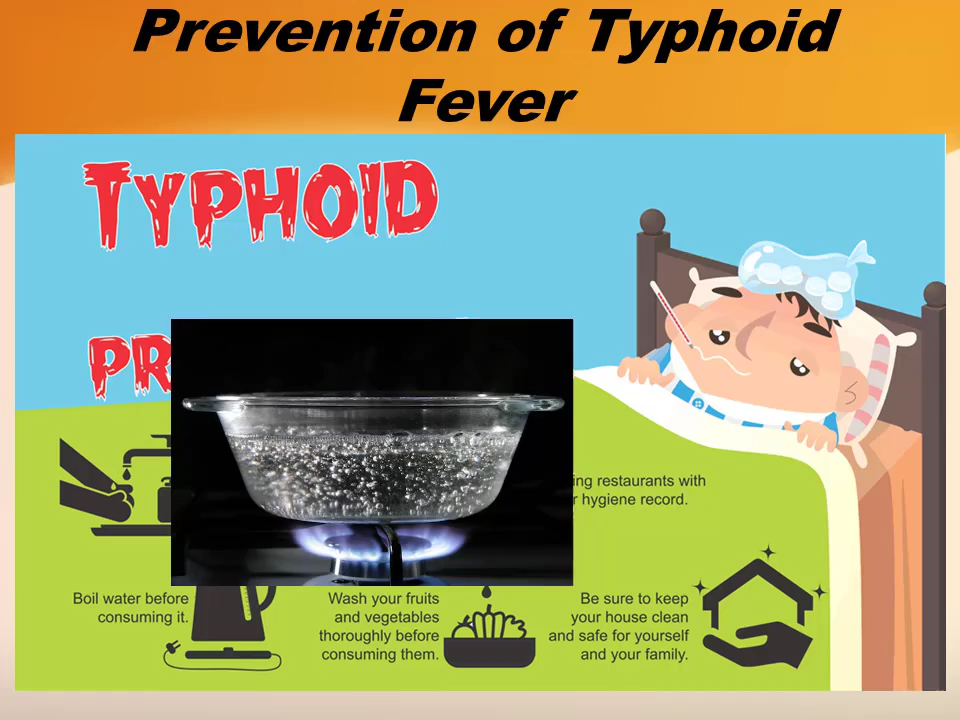 Prevention of Typhoid
Fever
TYPHOID
PR
ing restaurants with
r hygiene record.
Boil water before
consuming it.
Wash your fruits
and vegetables
thoroughly before
consuming them.
Be sure to keep
your house clean
and safe for yourself
and your family.